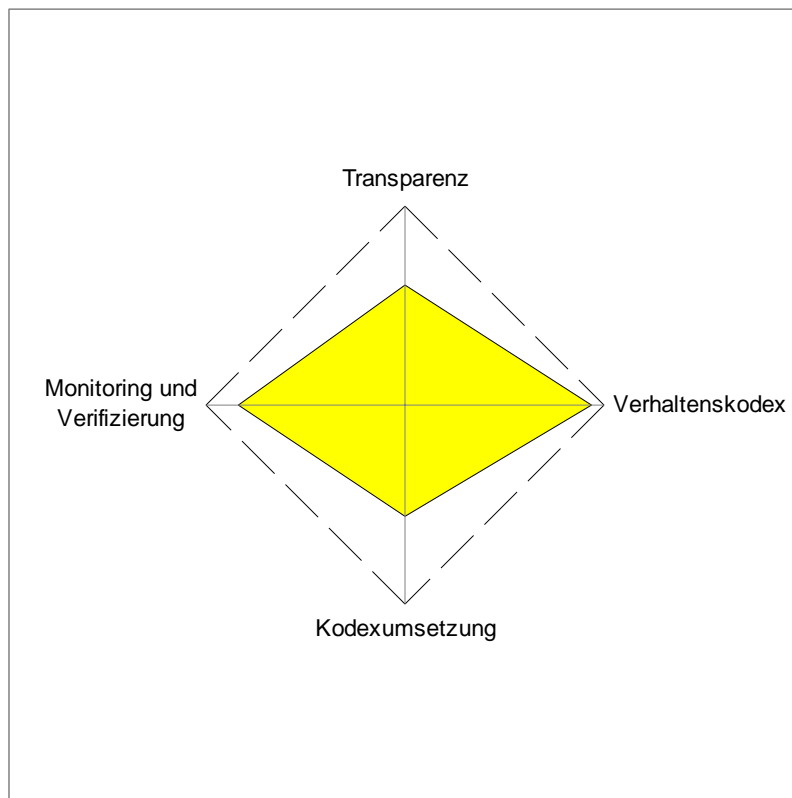 Transparenz
Monitoring und
Verifizierung
Verhaltenskodex
Kodexumsetzung